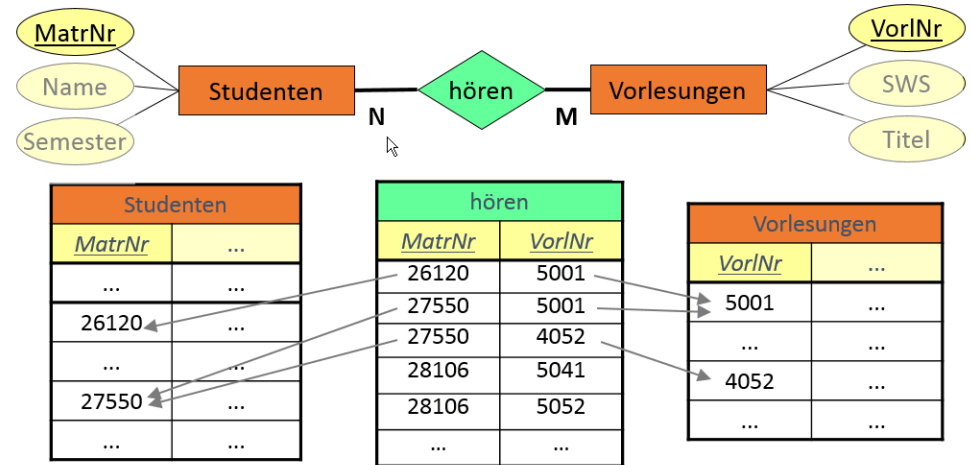 MatrNr
Name
Semester
Studenten
N
hören
M
Vorlesungen
VorlNr
SWS
Titel
Studenten
MatrNr ...
... ...
26120 ...
... ...
27550 ...
... ...
hören
MatrNr VorlNr
26120 5001
27550 5001
27550 4052
28106 5041
28106 5052
... ...
Vorlesungen
VorlNr ...
5001 ...
... ...
4052 ...
... ...